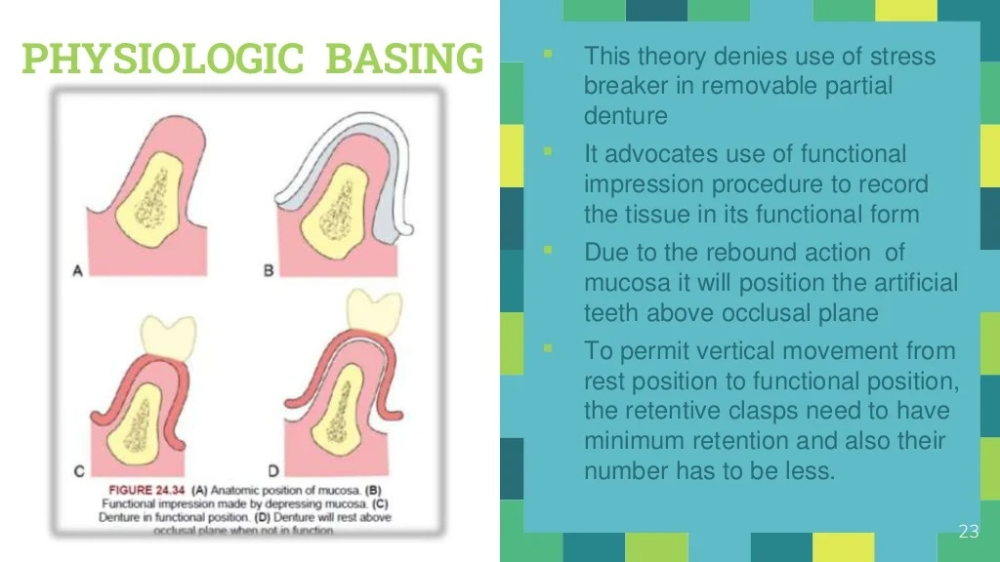 PHYSIOLOGIC BASING
A
B
C
D
FIGURE 24.34 (A) Anatomic position of mucosa. (B)
Functional impression made by depressing mucosa. (C)
Denture in functional position. (D) Denture will rest above
occlusal plane when not in function.
▪ This theory denies use of stress
breaker in removable partial
denture
▪ It advocates use of functional
impression procedure to record
the tissue in its functional form
▪ Due to the rebound action of
mucosa it will position the artificial
teeth above occlusal plane
▪ To permit vertical movement from
rest position to functional position,
the retentive clasps need to have
minimum retention and also their
number has to be less.
23